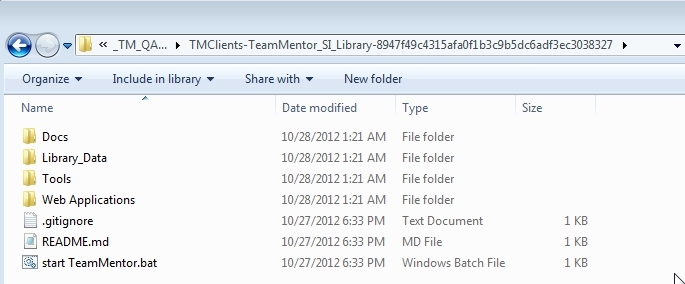 « _TM_QA... ▸ TMClients-TeamMentor_SI_Library-8947f49c4315afa0f1b3c9b5dc6adf3ec3038327 ▸
Organize ▾ Include in library ▾ Share with ▾ New folder
Name Date modified Type Size
Docs 10/28/2012 1:21 AM File folder
Library_Data 10/28/2012 1:21 AM File folder
Tools 10/28/2012 1:21 AM File folder
Web Applications 10/28/2012 1:21 AM File folder
.gitignore 10/27/2012 6:33 PM Text Document 1 KB
README.md 10/27/2012 6:33 PM MD File 1 KB
start TeamMentor.bat 10/27/2012 6:33 PM Windows Batch File 1 KB